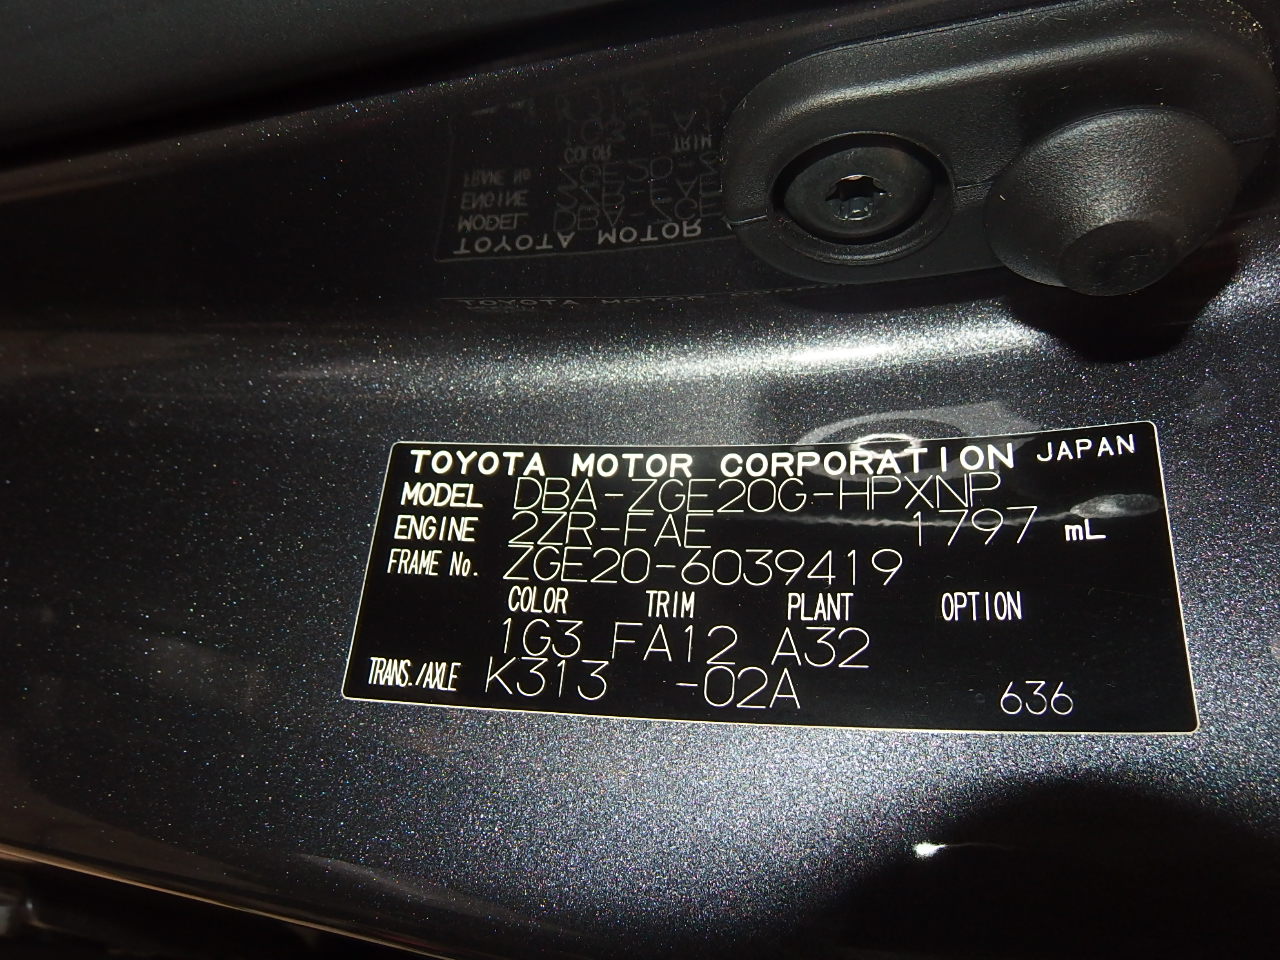 TOYOTA MOTOR CORPORATION JAPAN
MODEL DBA-ZGE20G-HPXNP
ENGINE 2ZR-FAE 1797 mL
FRAME No. ZGE20-6039419
COLOR TRIM PLANT OPTION
1G3 FA12 A32
TRANS./AXLE K313 -02A 636